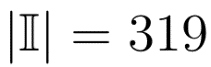 |𝕀| = 319